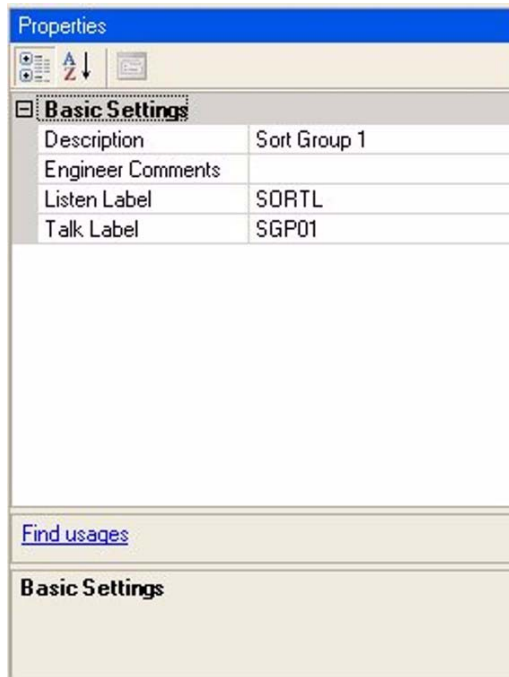 Properties
A Z
Basic Settings
Description Sort Group 1
Engineer Comments
Listen Label SORTL
Talk Label SGP01
Find usages
Basic Settings